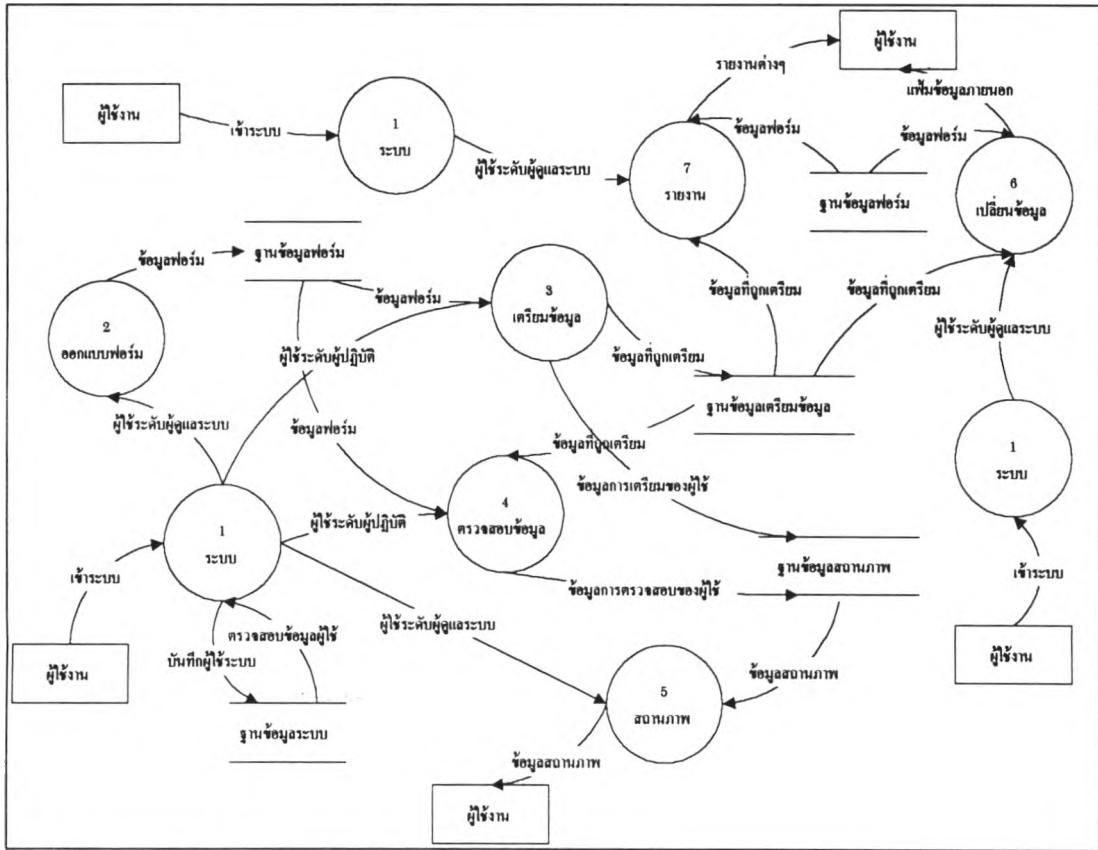 ผู้ใช้งาน
รายงานต่างๆ
แฟ้มข้อมูลภายนอก
ผู้ใช้งาน
เข้าระบบ
1
ระบบ
ผู้ใช้ระดับผู้ดูแลระบบ
ข้อมูลฟอร์ม
ข้อมูลฟอร์ม
7
รายงาน
ฐานข้อมูลฟอร์ม
6
เปลี่ยนข้อมูล
ข้อมูลฟอร์ม
ฐานข้อมูลฟอร์ม
ข้อมูลฟอร์ม
3
เตรียมข้อมูล
ข้อมูลที่ถูกเตรียม
ข้อมูลที่ถูกเตรียม
2
ออกแบบฟอร์ม
ผู้ใช้ระดับผู้ปฏิบัติ
ข้อมูลที่ถูกเตรียม
ผู้ใช้ระดับผู้ดูแลระบบ
ฐานข้อมูลเตรียมข้อมูล
ผู้ใช้ระดับผู้ดูแลระบบ
ข้อมูลฟอร์ม
ข้อมูลที่ถูกเตรียม
1
ระบบ
ข้อมูลการเตรียมของผู้ใช้
4
ตรวจสอบข้อมูล
ผู้ใช้ระดับผู้ปฏิบัติ
1
ระบบ
ฐานข้อมูลสถานภาพ
เข้าระบบ
เข้าระบบ
ข้อมูลการตรวจสอบของผู้ใช้
ผู้ใช้ระดับผู้ดูแลระบบ
ตรวจสอบข้อมูลผู้ใช้
ผู้ใช้งาน
บันทึกผู้ใช้ระบบ
ข้อมูลสถานภาพ
ผู้ใช้งาน
5
สถานภาพ
ฐานข้อมูลระบบ
ข้อมูลสถานภาพ
ผู้ใช้งาน